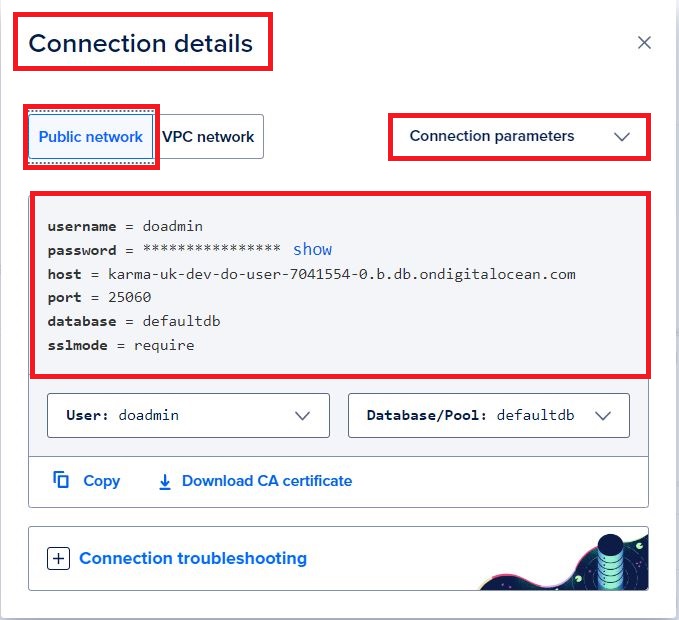 Connection details
Public network VPC network Connection parameters
username = doadmin
password = **************** show
host = karma-uk-dev-do-user-7041554-0.b.db.ondigitalocean.com
port = 25060
database = defaultdb
sslmode = require
User: doadmin Database/Pool: defaultdb
Copy Download CA certificate
Connection troubleshooting